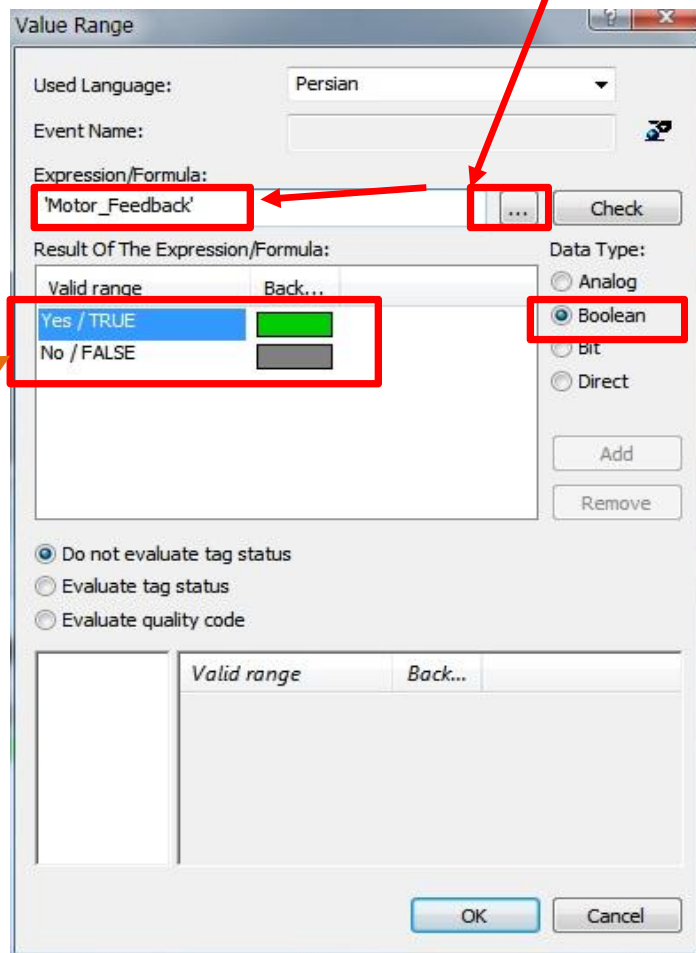 Value Range
Used Language:
Persian
Event Name:
Expression/Formula:
'Motor_Feedback'
...
Check
Result Of The Expression/Formula:
Data Type:
Valid range
Back...
Analog
Yes / TRUE
Boolean
No / FALSE
Bit
Direct
Add
Remove
Do not evaluate tag status
Evaluate tag status
Evaluate quality code
Valid range
Back...
OK
Cancel